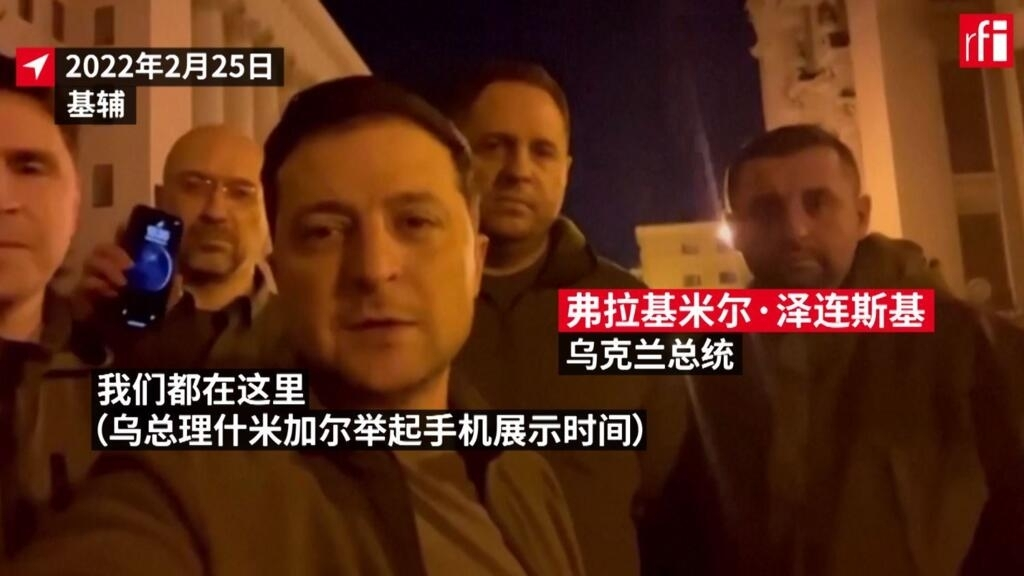 2022年2月25日
基辅
rfi
弗拉基米尔·泽连斯基
乌克兰总统
我们都在这里
（乌总理什米加尔举起手机展示时间）